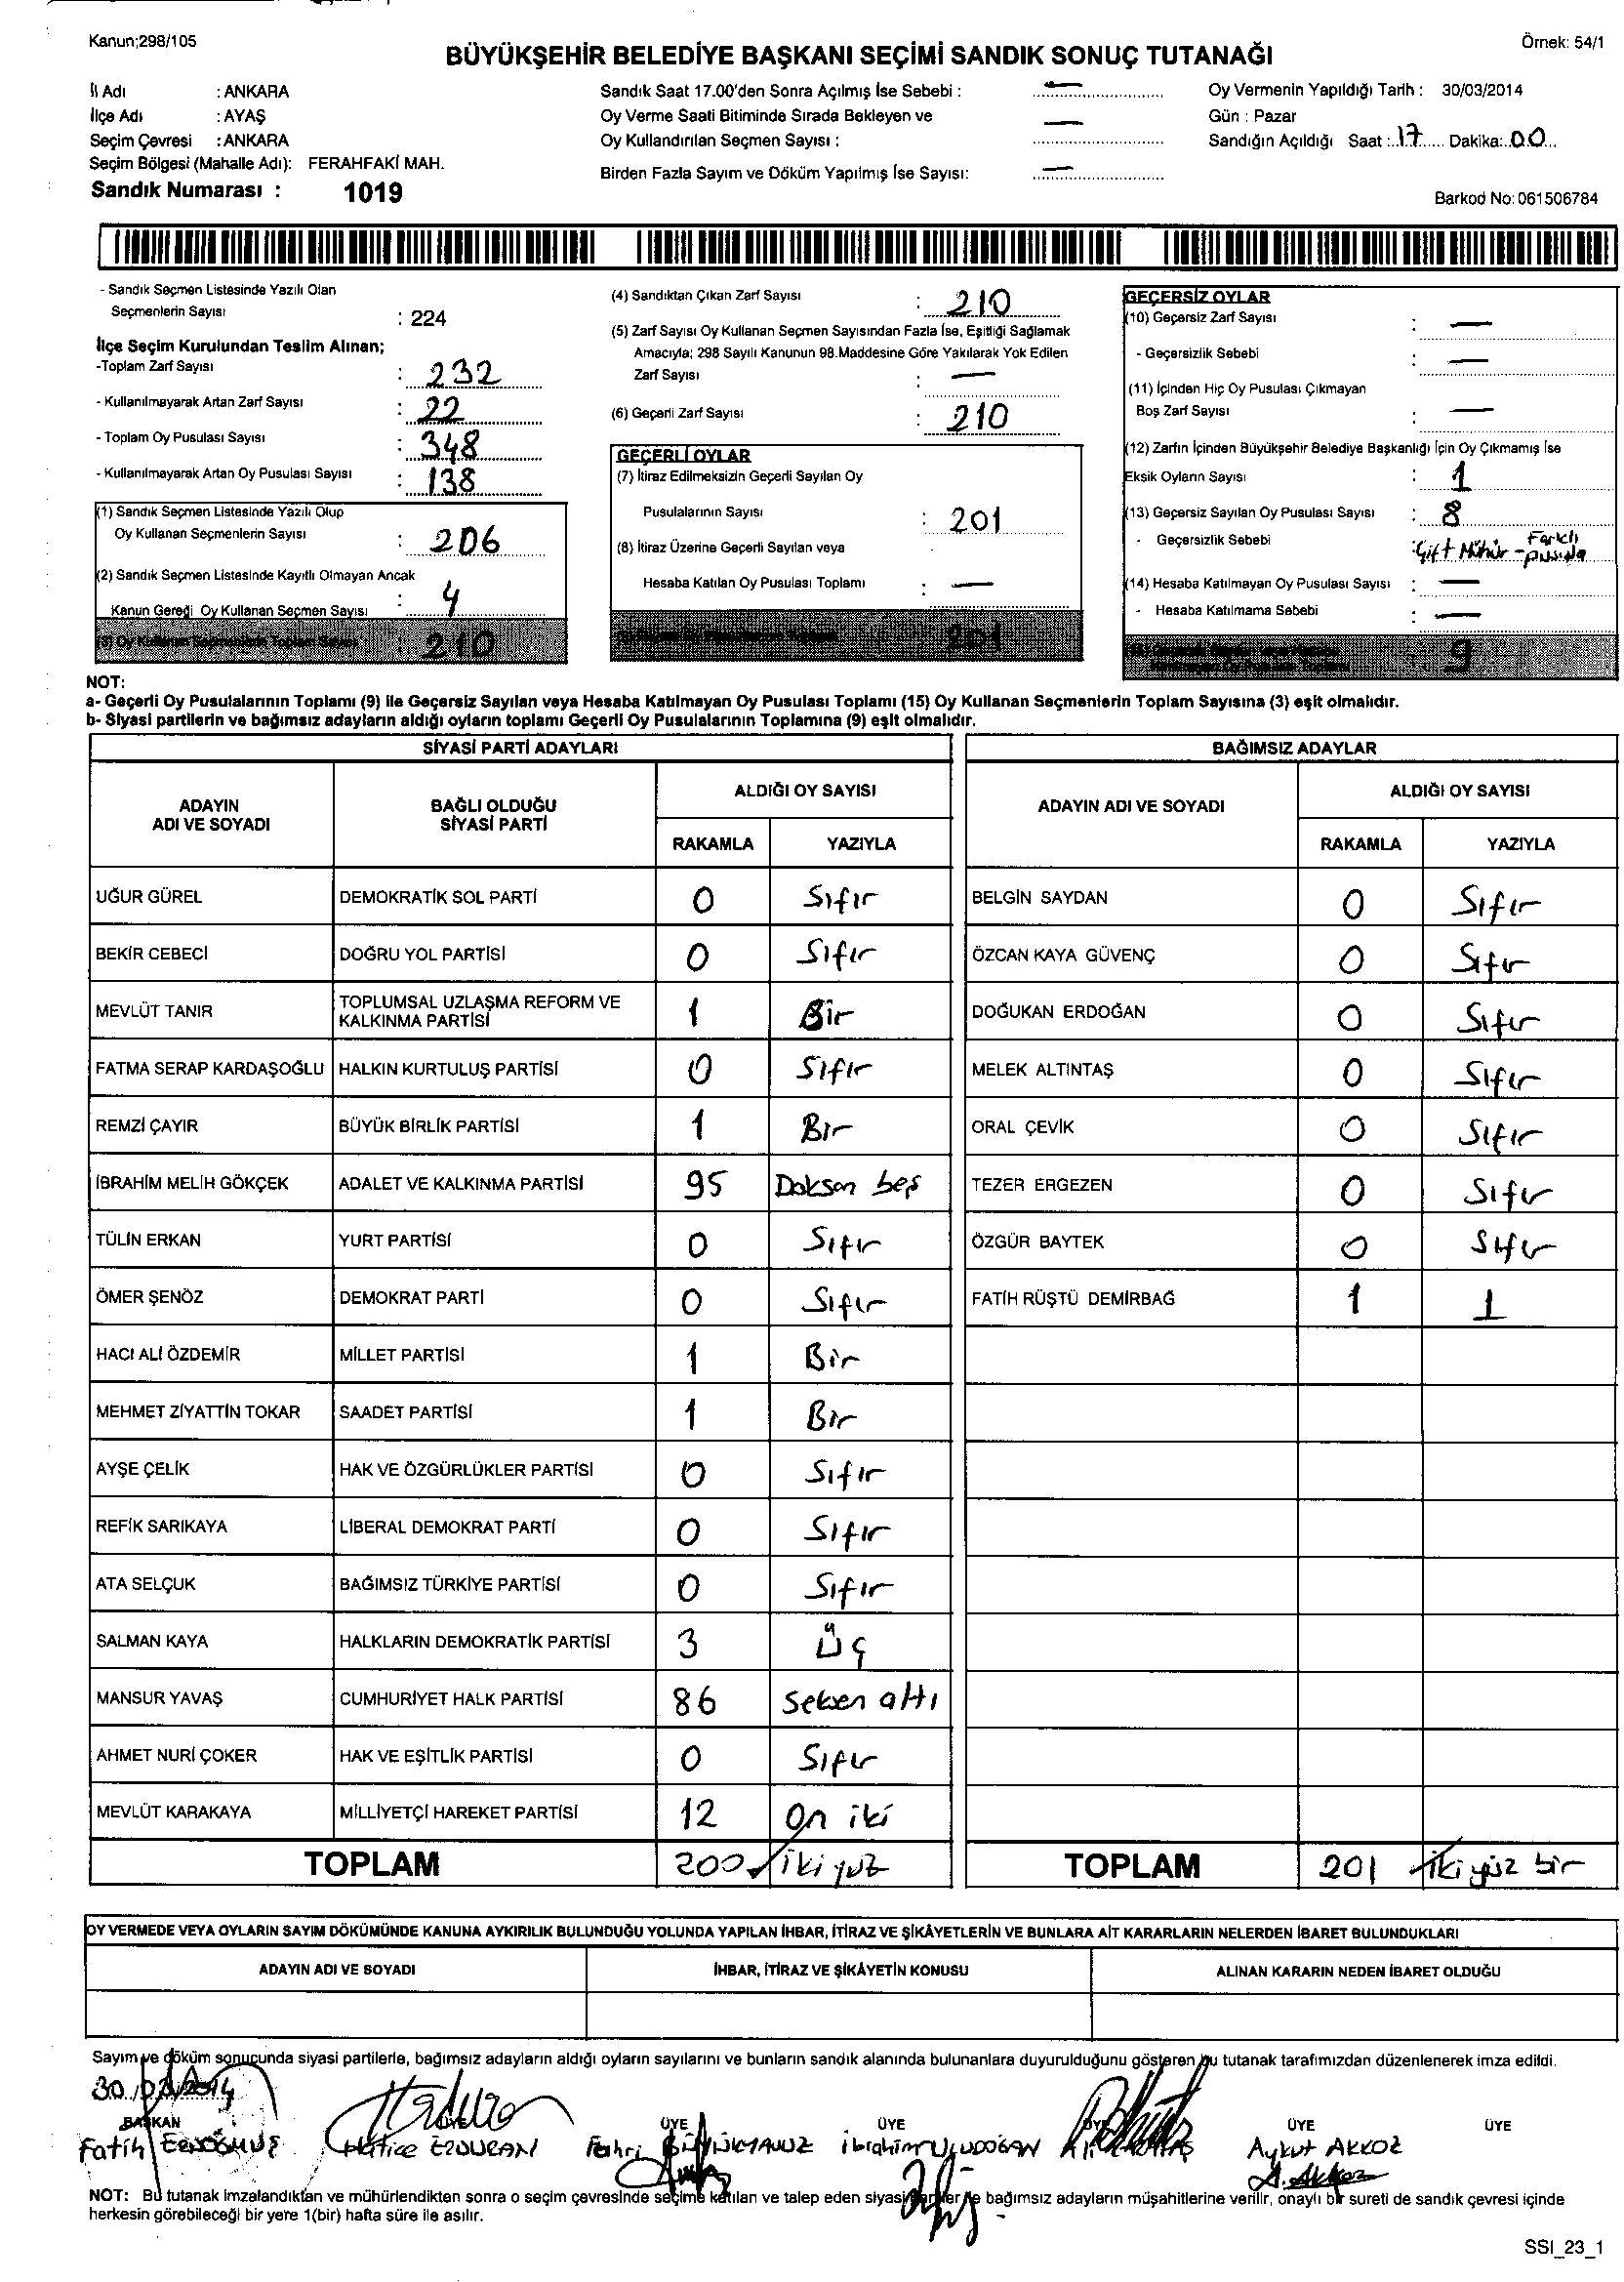 Kanun;298/105
Örnek: 54/1
BÜYÜKŞEHİR BELEDİYE BAŞKANI SEÇİMİ SANDIK SONUÇ TUTANAĞI
İl Adı : ANKARA
İlçe Adı : AYAŞ
Seçim Çevresi : ANKARA
Seçim Bölgesi (Mahalle Adı): FERAHFAKİ MAH.
Sandık Numarası : 1019
Sandık Saat 17.00'den Sonra Açılmış İse Sebebi : —
Oy Verme Saati Bitiminde Sırada Bekleyen ve
Oy Kullandırılan Seçmen Sayısı : —
Birden Fazla Sayım ve Döküm Yapılmış İse Sayısı: —
Oy Vermenin Yapıldığı Tarih : 30/03/2014
Gün : Pazar
Sandığın Açıldığı Saat : 17 Dakika: 00
Barkod No: 061506784
- Sandık Seçmen Listesinde Yazılı Olan
Seçmenlerin Sayısı : 224
İlçe Seçim Kurulundan Teslim Alınan;
-Toplam Zarf Sayısı : 232
- Kullanılmayarak Artan Zarf Sayısı : 22
- Toplam Oy Pusulası Sayısı : 348
- Kullanılmayarak Artan Oy Pusulası Sayısı : 138
(1) Sandık Seçmen Listesinde Yazılı Olup
Oy Kullanan Seçmenlerin Sayısı : 206
(2) Sandık Seçmen Listesinde Kayıtlı Olmayan Ancak
Kanun Gereği Oy Kullanan Seçmen Sayısı : 4
(3) Oy Kullanan Seçmenlerin Toplam Sayısı : 210
(4) Sandıktan Çıkan Zarf Sayısı : 210
(5) Zarf Sayısı Oy Kullanan Seçmen Sayısından Fazla İse, Eşitliği Sağlamak
Amacıyla; 298 Sayılı Kanunun 98.Maddesine Göre Yakılarak Yok Edilen
Zarf Sayısı : —
(6) Geçerli Zarf Sayısı : 210
GEÇERLİ OYLAR
(7) İtiraz Edilmeksizin Geçerli Sayılan Oy
Pusulalarının Sayısı : 201
(8) İtiraz Üzerine Geçerli Sayılan veya
Hesaba Katılan Oy Pusulası Toplamı : —
201
GEÇERSİZ OYLAR
(10) Geçersiz Zarf Sayısı : —
- Geçersizlik Sebebi : —
(11) İçinden Hiç Oy Pusulası Çıkmayan
Boş Zarf Sayısı : —
(12) Zarfın İçinden Büyükşehir Belediye Başkanlığı İçin Oy Çıkmamış İse
Eksik Oyların Sayısı : 1
(13) Geçersiz Sayılan Oy Pusulası Sayısı : 8
- Geçersizlik Sebebi : Çift Mühür - Farklı pusula
(14) Hesaba Katılmayan Oy Pusulası Sayısı : —
- Hesaba Katılmama Sebebi : —
9
NOT:
a- Geçerli Oy Pusulalarının Toplamı (9) ile Geçersiz Sayılan veya Hesaba Katılmayan Oy Pusulası Toplamı (15) Oy Kullanan Seçmenlerin Toplam Sayısına (3) eşit olmalıdır.
b- Siyasi partilerin ve bağımsız adayların aldığı oyların toplamı Geçerli Oy Pusulalarının Toplamına (9) eşit olmalıdır.
SİYASİ PARTİ ADAYLARI
ADAYIN ADI VE SOYADI
BAĞLI OLDUĞU SİYASİ PARTİ
ALDIĞI OY SAYISI
RAKAMLA YAZIYLA
UĞUR GÜREL DEMOKRATİK SOL PARTİ 0 Sıfır
BEKİR CEBECİ DOĞRU YOL PARTİSİ 0 Sıfır
MEVLÜT TANIR TOPLUMSAL UZLAŞMA REFORM VE KALKINMA PARTİSİ 1 Bir
FATMA SERAP KARDAŞOĞLU HALKIN KURTULUŞ PARTİSİ 0 Sıfır
REMZİ ÇAYIR BÜYÜK BİRLİK PARTİSİ 1 Bir
İBRAHİM MELİH GÖKÇEK ADALET VE KALKINMA PARTİSİ 95 Doksan beş
TÜLİN ERKAN YURT PARTİSİ 0 Sıfır
ÖMER ŞENÖZ DEMOKRAT PARTİ 0 Sıfır
HACI ALİ ÖZDEMİR MİLLET PARTİSİ 1 Bir
MEHMET ZİYATTİN TOKAR SAADET PARTİSİ 1 Bir
AYŞE ÇELİK HAK VE ÖZGÜRLÜKLER PARTİSİ 0 Sıfır
REFİK SARIKAYA LİBERAL DEMOKRAT PARTİ 0 Sıfır
ATA SELÇUK BAĞIMSIZ TÜRKİYE PARTİSİ 0 Sıfır
SALMAN KAYA HALKLARIN DEMOKRATİK PARTİSİ 3 Üç
MANSUR YAVAŞ CUMHURİYET HALK PARTİSİ 86 Seksen altı
AHMET NURİ ÇOKER HAK VE EŞİTLİK PARTİSİ 0 Sıfır
MEVLÜT KARAKAYA MİLLİYETÇİ HAREKET PARTİSİ 12 On iki
TOPLAM 200 İki yüz
BAĞIMSIZ ADAYLAR
ADAYIN ADI VE SOYADI
ALDIĞI OY SAYISI
RAKAMLA YAZIYLA
BELGİN SAYDAN 0 Sıfır
ÖZCAN KAYA GÜVENÇ 0 Sıfır
DOĞUKAN ERDOĞAN 0 Sıfır
MELEK ALTINTAŞ 0 Sıfır
ORAL ÇEVİK 0 Sıfır
TEZER ERGEZEN 0 Sıfır
ÖZGÜR BAYTEK 0 Sıfır
FATİH RÜŞTÜ DEMİRBAĞ 1 1
TOPLAM 201 İki yüz bir
OY VERMEDE VEYA OYLARIN SAYIM DÖKÜMÜNDE KANUNA AYKIRILIK BULUNDUĞU YOLUNDA YAPILAN İHBAR, İTİRAZ VE ŞİKÂYETLERİN VE BUNLARA AİT KARARLARIN NELERDEN İBARET BULUNDUKLARI
ADAYIN ADI VE SOYADI
İHBAR, İTİRAZ VE ŞİKÂYETİN KONUSU
ALINAN KARARIN NEDEN İBARET OLDUĞU
Sayım ve döküm sonucunda siyasi partilerle, bağımsız adayların aldığı oyların sayılarını ve bunların sandık alanında bulunanlara duyurulduğunu gösteren bu tutanak tarafımızdan düzenlenerek imza edildi.
30/03/2014
BAŞKAN ÜYE ÜYE ÜYE ÜYE ÜYE ÜYE
Fatih Hatice Fahri İbrahim ULUDOĞAN Ali Aykut AKKOZ
NOT: Bu tutanak imzalandıktan ve mühürlendikten sonra o seçim çevresinde seçime katılan ve talep eden siyasi partiler ile bağımsız adayların müşahitlerine verilir, onaylı bir sureti de sandık çevresi içinde
herkesin görebileceği bir yere 1(bir) hafta süre ile asılır.
SSI_23_1